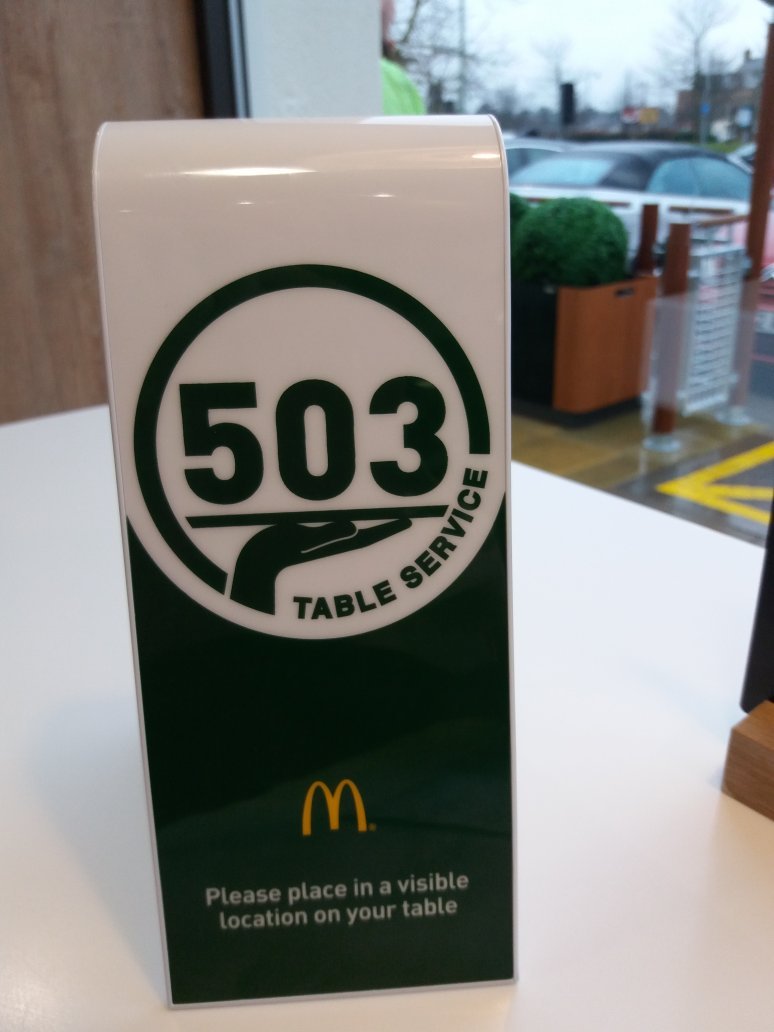 503
TABLE SERVICE
M
Please place in a visible
location on your table